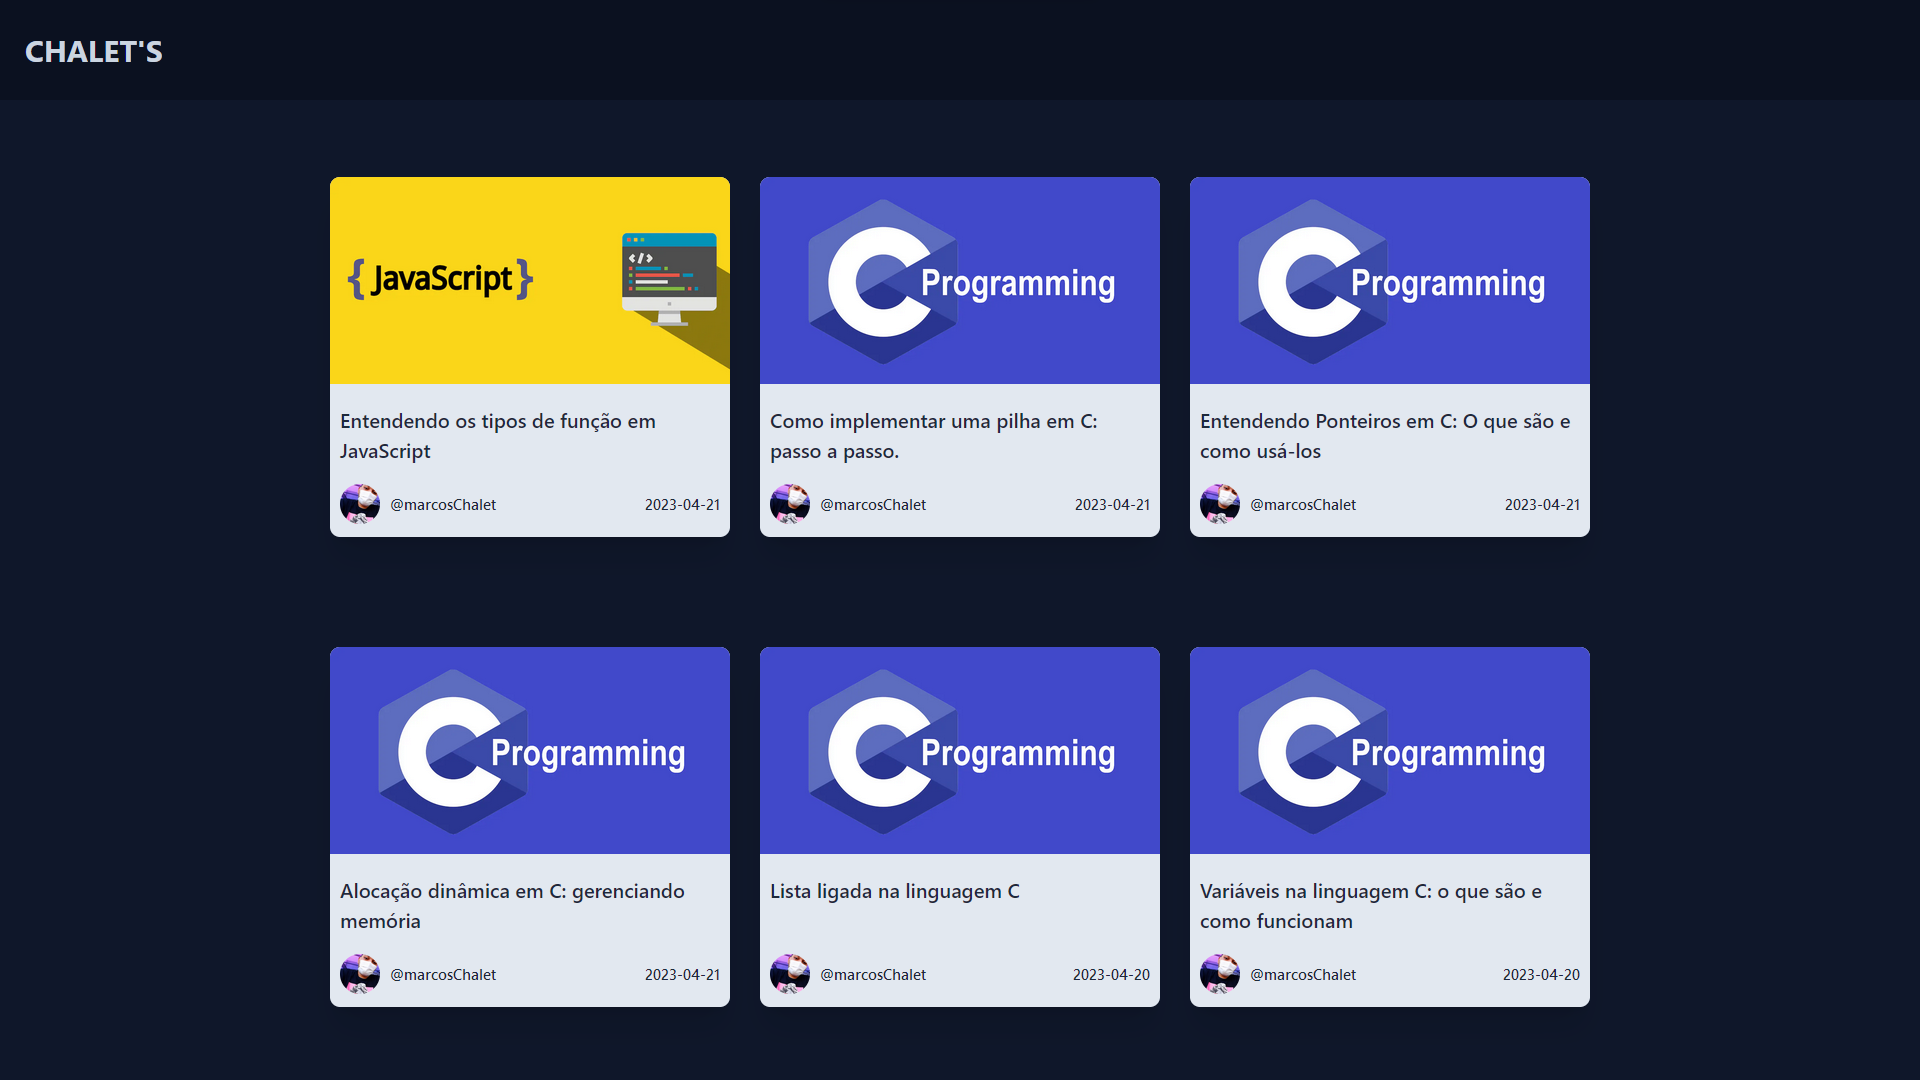 CHALET'S
{ JavaScript }
</>
Entendendo os tipos de função em
JavaScript
@marcosChalet 2023-04-21
C Programming
Como implementar uma pilha em C:
passo a passo.
@marcosChalet 2023-04-21
C Programming
Entendendo Ponteiros em C: O que são e
como usá-los
@marcosChalet 2023-04-21
C Programming
Alocação dinâmica em C: gerenciando
memória
@marcosChalet 2023-04-21
C Programming
Lista ligada na linguagem C
@marcosChalet 2023-04-20
C Programming
Variáveis na linguagem C: o que são e
como funcionam
@marcosChalet 2023-04-20